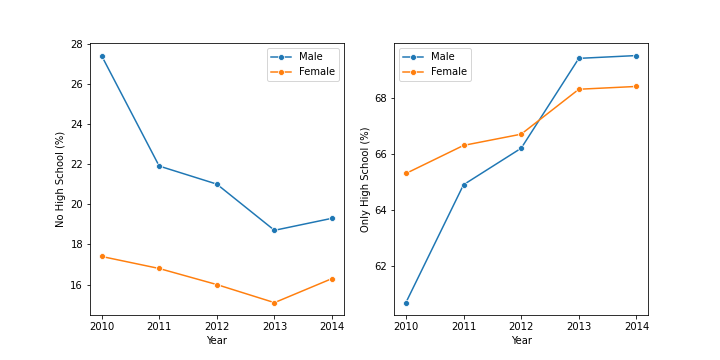 28
26
24
22
20
18
16
No High School (%)
2010 2011 2012 2013 2014
Year
Male
Female
68
66
64
62
Only High School (%)
2010 2011 2012 2013 2014
Year
Male
Female